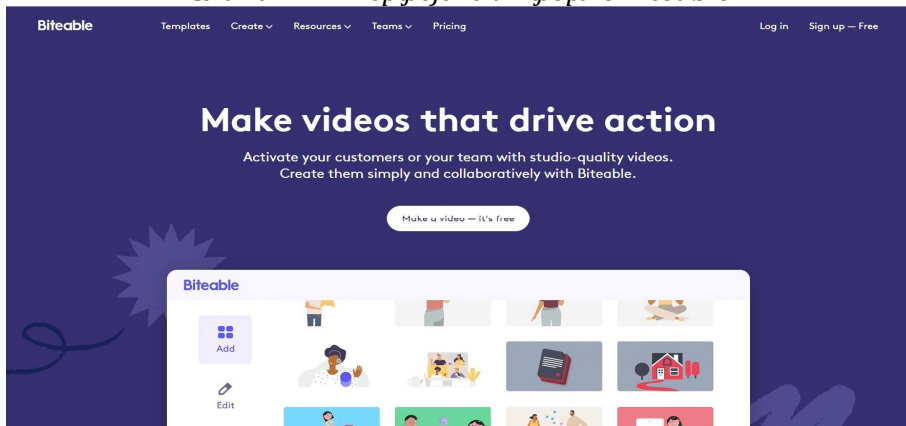 Biteable Templates Create Resources Teams Pricing Log in Sign up — Free
Make videos that drive action
Activate your customers or your team with studio-quality videos.
Create them simply and collaboratively with Biteable.
Make a video — it's free
Biteable
Add
Edit